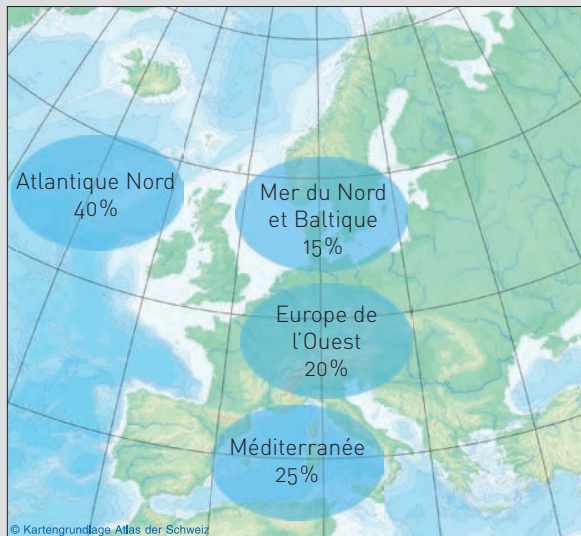 Atlantique Nord
40%
Mer du Nord
et Baltique
15%
Europe de
l'Ouest
20%
Méditerranée
25%
© Kartengrundlage Atlas der Schweiz